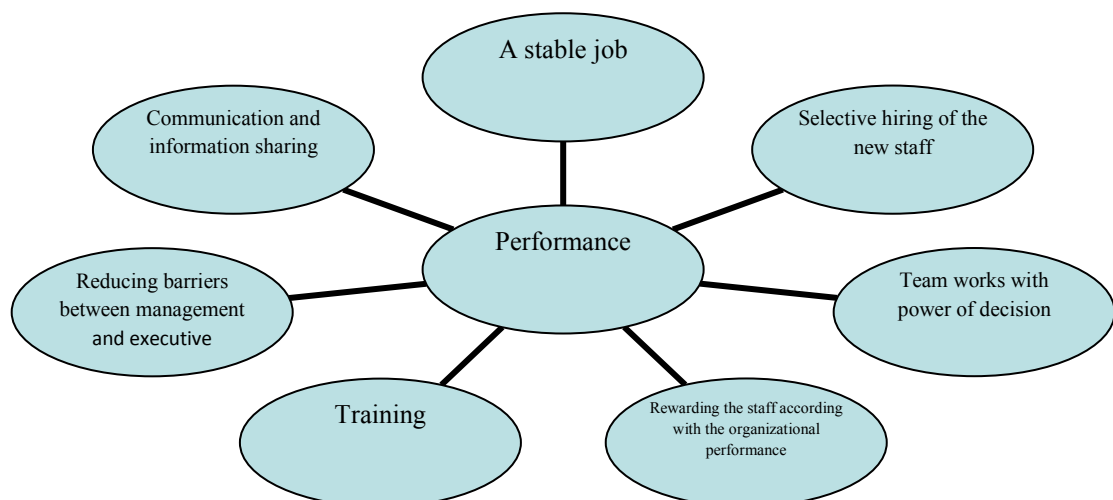 A stable job
Communication and
information sharing
Selective hiring of the
new staff
Performance
Reducing barriers
between management
and executive
Team works with
power of decision
Training
Rewarding the staff according
with the organizational
performance